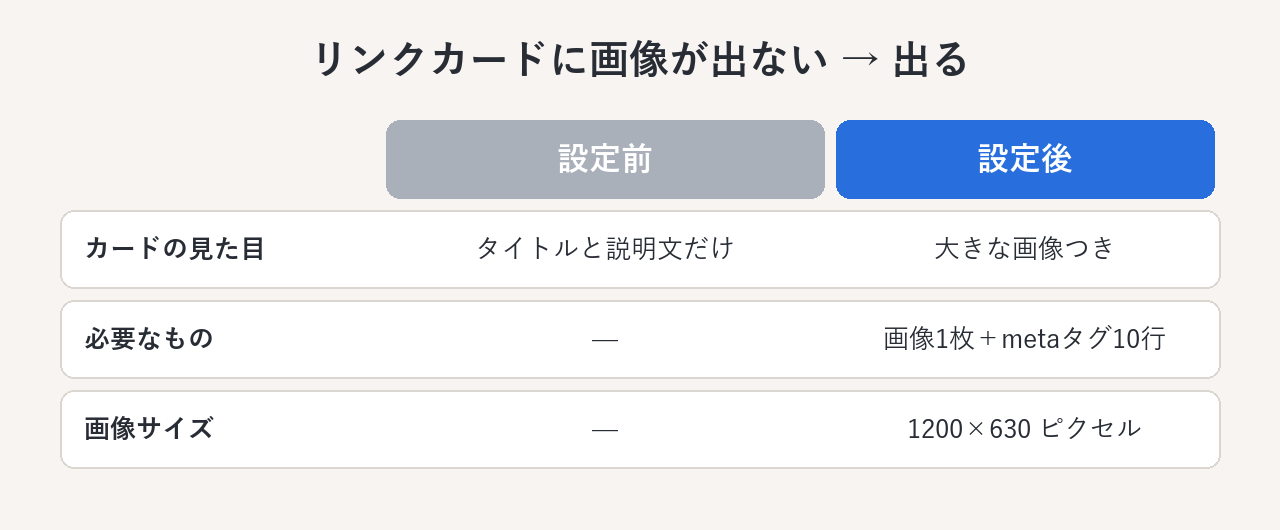 リンクカードに画像が出ない → 出る
設定前 設定後
カードの見た目 タイトルと説明文だけ 大きな画像つき
必要なもの — 画像1枚＋metaタグ10行
画像サイズ — 1200×630 ピクセル